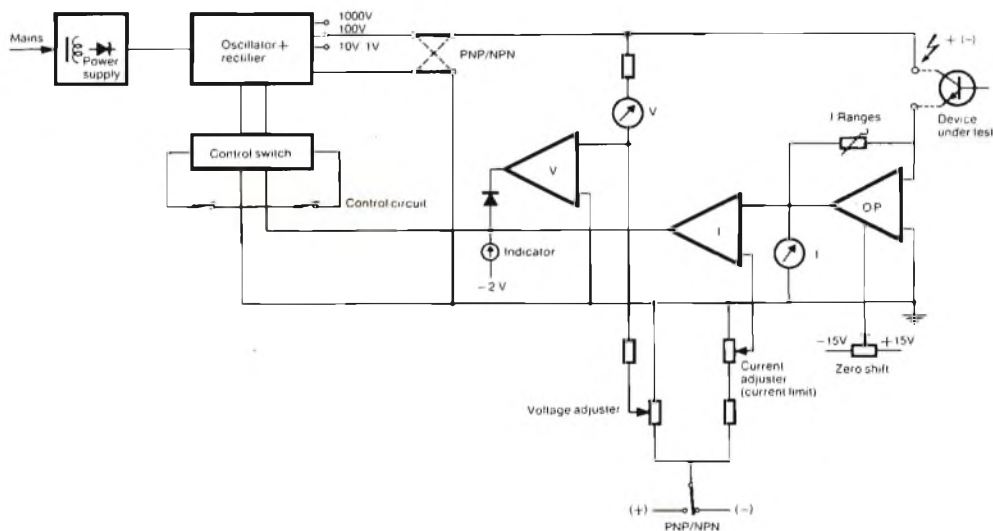 Mains
Power
supply
Oscillator +
rectifier
1000V
100V
10V 1V
PNP/NPN
+ (−)
Device
under test
V
I Ranges
Control switch
V
OP
Control circuit
I
I
Indicator
−2 V
−15V
+15V
Zero shift
Current
adjuster
(current limit)
Voltage adjuster
(+)
(−)
PNP/NPN